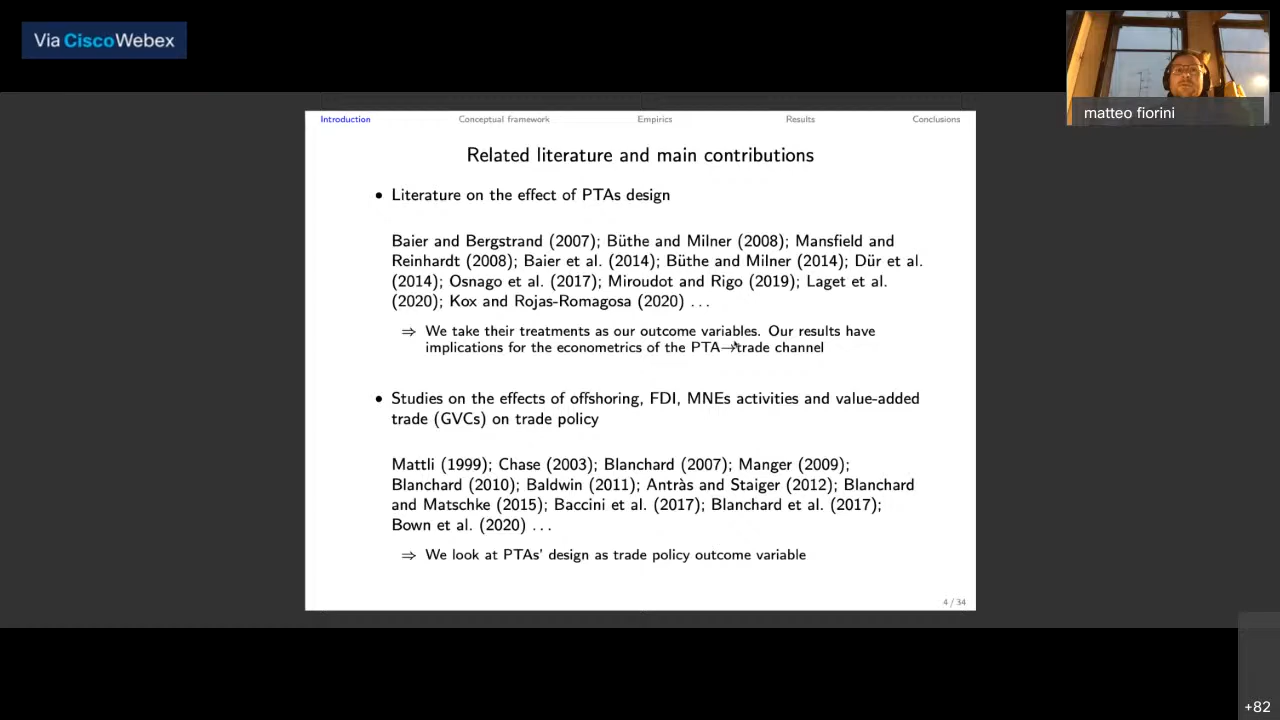 Via CiscoWebex
matteo fiorini
Introduction Conceptual framework Empirics Results Conclusions
Related literature and main contributions
• Literature on the effect of PTAs design
Baier and Bergstrand (2007); Büthe and Milner (2008); Mansfield and
Reinhardt (2008); Baier et al. (2014); Büthe and Milner (2014); Dür et al.
(2014); Osnago et al. (2017); Miroudot and Rigo (2019); Laget et al.
(2020); Kox and Rojas-Romagosa (2020) ...
⇒ We take their treatments as our outcome variables. Our results have
implications for the econometrics of the PTA→trade channel
• Studies on the effects of offshoring, FDI, MNEs activities and value-added
trade (GVCs) on trade policy
Mattli (1999); Chase (2003); Blanchard (2007); Manger (2009);
Blanchard (2010); Baldwin (2011); Antràs and Staiger (2012); Blanchard
and Matschke (2015); Baccini et al. (2017); Blanchard et al. (2017);
Bown et al. (2020) ...
⇒ We look at PTAs' design as trade policy outcome variable
4 / 34
+82